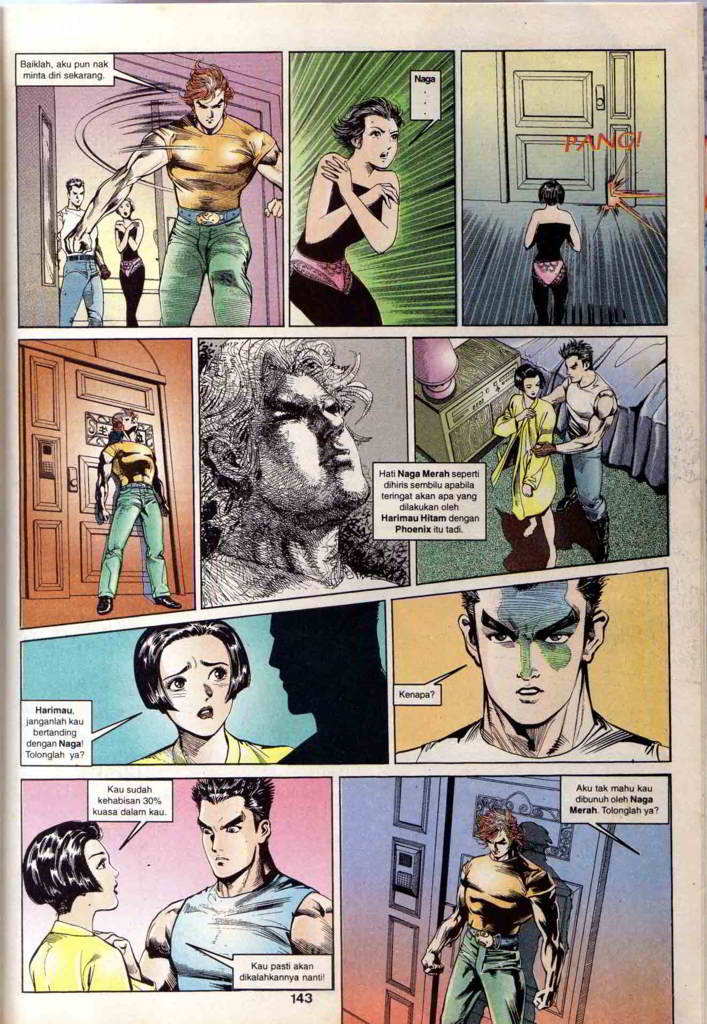 Baiklah, aku pun nak
minta diri sekarang.
Naga
.
.
.
PANG!
Hati Naga Merah seperti
dihiris sembilu apabila
teringat akan apa yang
dilakukan oleh
Harimau Hitam dengan
Phoenix itu tadi.
Harimau,
janganlah kau
bertanding
dengan Naga!
Tolonglah ya?
Kenapa?
Kau sudah
kehabisan 30%
kuasa dalam kau.
Kau pasti akan
dikalahkannya nanti!
Aku tak mahu kau
dibunuh oleh Naga
Merah. Tolonglah ya?
143